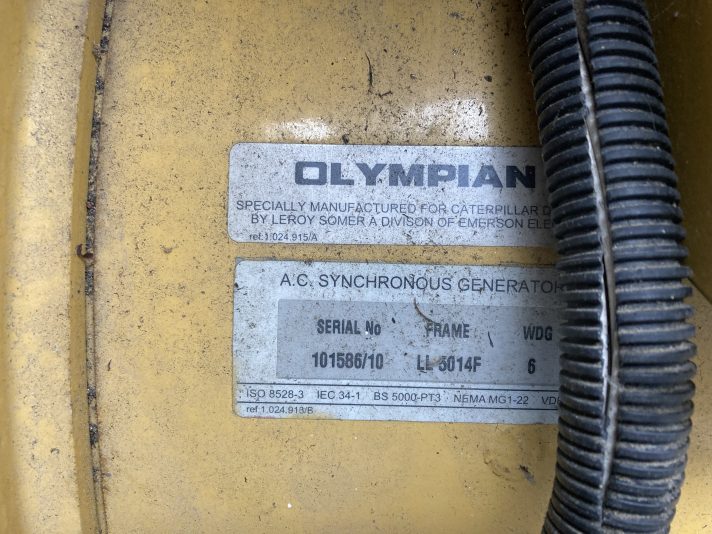 OLYMPIAN
SPECIALLY MANUFACTURED FOR CATERPILLAR
BY LEROY SOMER A DIVISON OF EMERSON
ref.1.024.915/A
A.C. SYNCHRONOUS GENERATOR
SERIAL No FRAME WDG
101586/10 LL 5014F 6
ISO 8528-3 IEC 34-1 BS 5000-PT3 NEMA MG1-22
ref 1.024.918/B